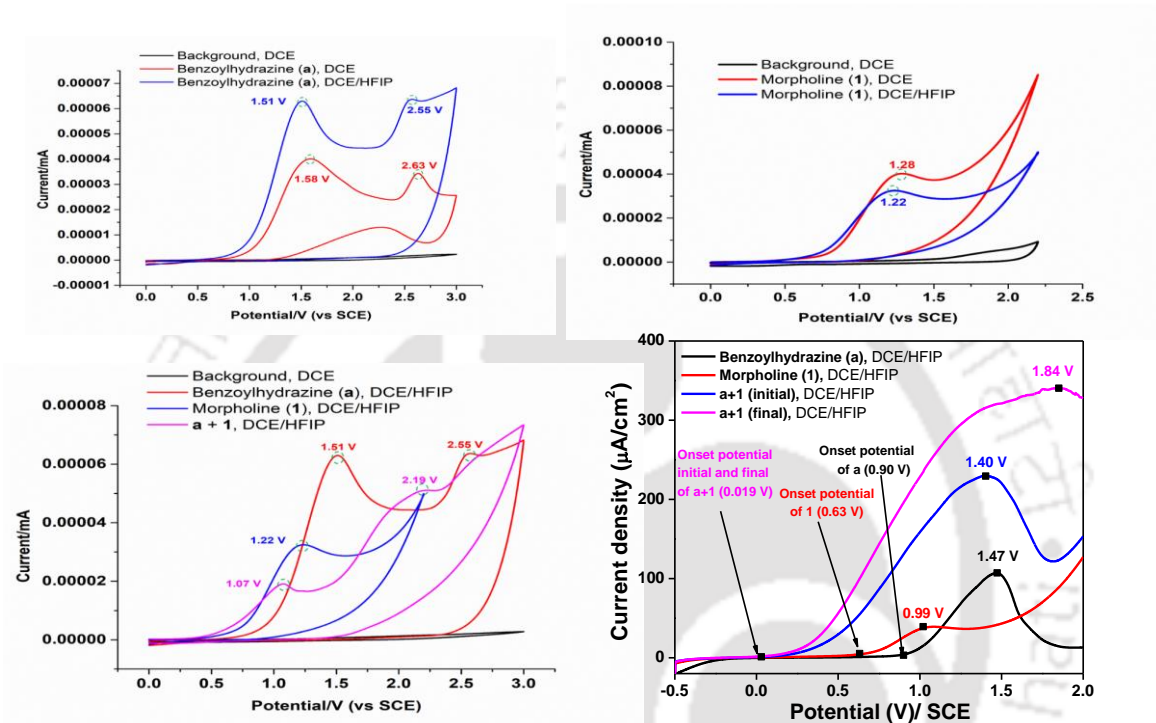 Background, DCE
Benzoylhydrazine (a), DCE
Benzoylhydrazine (a), DCE/HFIP
0.00007
0.00006
0.00005
0.00004
0.00003
0.00002
0.00001
0.00000
-0.00001
Current/mA
1.51 V
2.55 V
1.58 V
2.63 V
0.0 0.5 1.0 1.5 2.0 2.5 3.0
Potential/V (vs SCE)
Background, DCE
Morpholine (1), DCE
Morpholine (1), DCE/HFIP
0.00010
0.00008
0.00006
0.00004
0.00002
0.00000
Current/mA
1.28
1.22
0.0 0.5 1.0 1.5 2.0 2.5
Potential/V (vs SCE)
Background, DCE
Benzoylhydrazine (a), DCE/HFIP
Morpholine (1), DCE/HFIP
a + 1, DCE/HFIP
0.00008
0.00006
0.00004
0.00002
0.00000
Current/mA
1.51 V
2.55 V
2.19 V
1.22 V
1.07 V
0.0 0.5 1.0 1.5 2.0 2.5 3.0
Potential/V (vs SCE)
Benzoylhydrazine (a), DCE/HFIP
Morpholine (1), DCE/HFIP
a+1 (initial), DCE/HFIP
a+1 (final), DCE/HFIP
400
300
200
100
0
Current density (µA/cm²)
1.84 V
Onset potential
initial and final
of a+1 (0.019 V)
Onset potential
of 1 (0.63 V)
Onset potential
of a (0.90 V)
1.40 V
1.47 V
0.99 V
-0.5 0.0 0.5 1.0 1.5 2.0
Potential (V)/ SCE